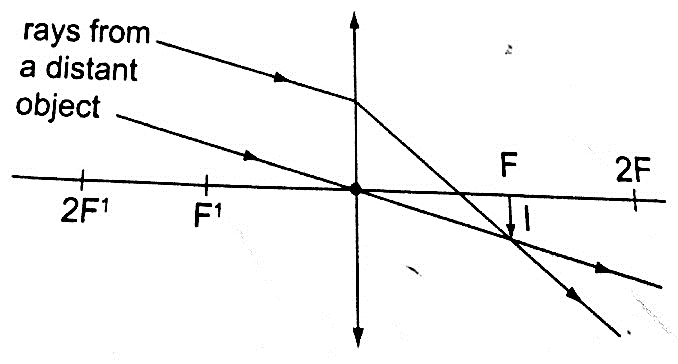 rays from
a distant
object
F
2F
2F¹
F¹
I